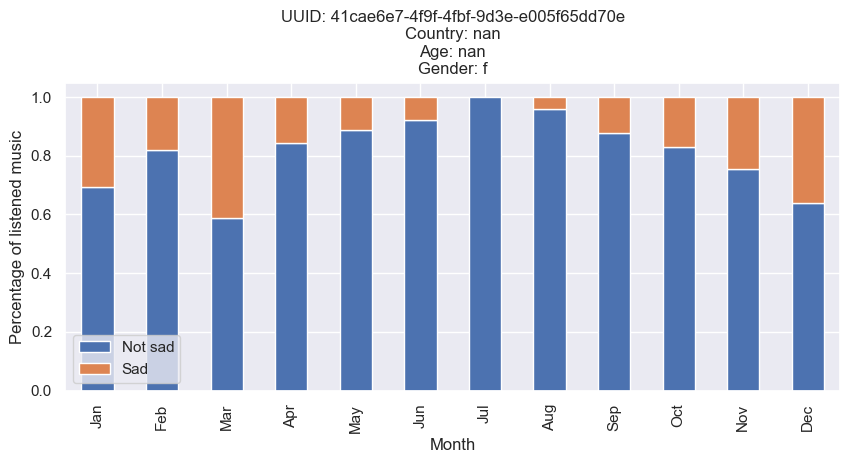 UUID: 41cae6e7-4f9f-4fbf-9d3e-e005f65dd70e
Country: nan
Age: nan
Gender: f
Percentage of listened music
1.0
0.8
0.6
0.4
0.2
0.0
Not sad
Sad
Jan Feb Mar Apr May Jun Jul Aug Sep Oct Nov Dec
Month